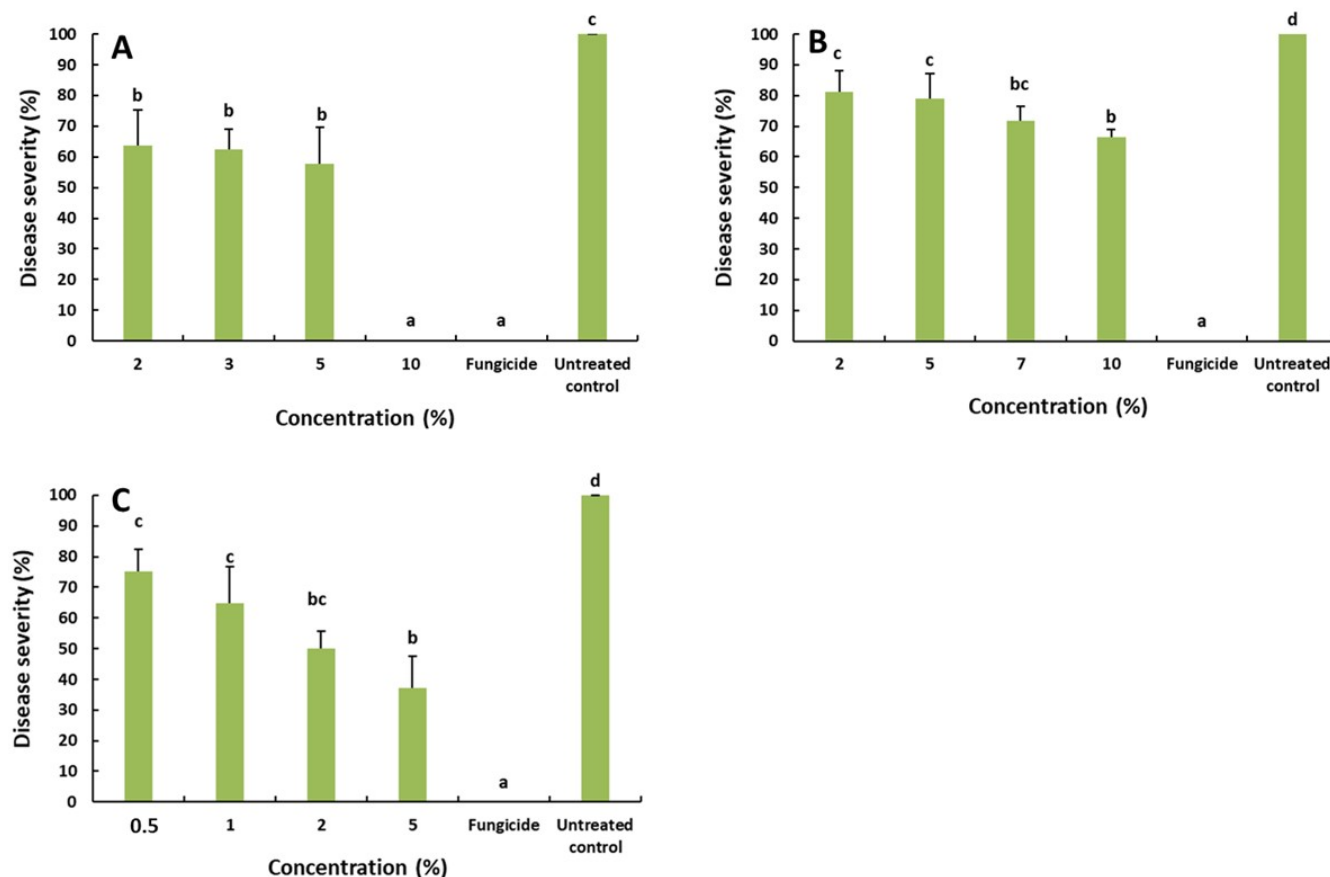 A
Disease severity (%)
100
90
80
70
60
50
40
30
20
10
0
b
b
b
a
a
c
2
3
5
10
Fungicide
Untreated
control
Concentration (%)
B
Disease severity (%)
100
90
80
70
60
50
40
30
20
10
0
c
c
bc
b
a
d
2
5
7
10
Fungicide
Untreated
control
Concentration (%)
C
Disease severity (%)
100
90
80
70
60
50
40
30
20
10
0
c
c
bc
b
a
d
0.5
1
2
5
Fungicide
Untreated
control
Concentration (%)